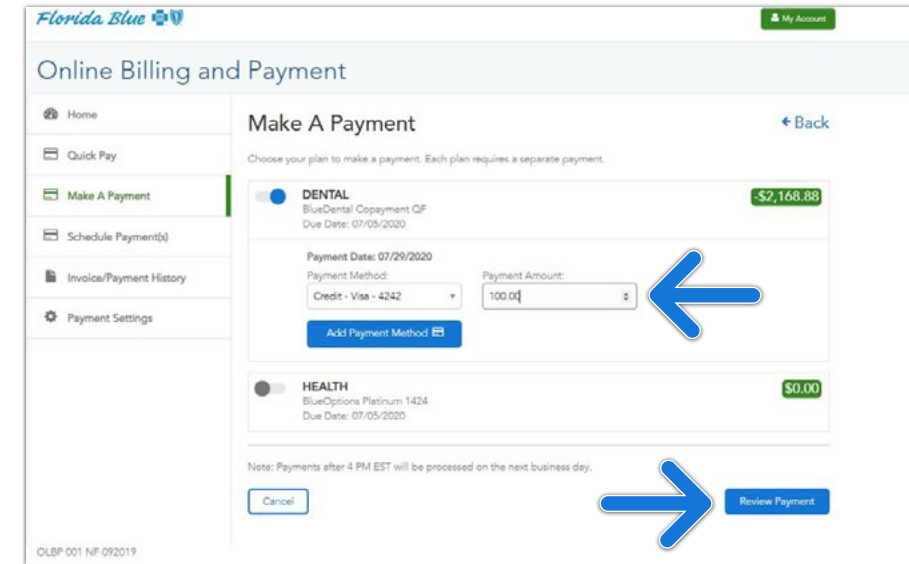 Florida Blue
My Account
Online Billing and Payment
Home
Quick Pay
Make A Payment
Schedule Payment(s)
Invoice/Payment History
Payment Settings
Make A Payment
Back
Choose your plan to make a payment. Each plan requires a separate payment.
DENTAL
-$2,168.88
BlueDental Copayment QF
Due Date: 07/05/2020
Payment Date: 07/29/2020
Payment Method:
Payment Amount:
Credit - Visa - 4242
100.00
Add Payment Method
HEALTH
$0.00
BlueOptions Platinum 1424
Due Date: 07/05/2020
Note: Payments after 4 PM EST will be processed on the next business day.
Cancel
Review Payment
OLBP 001 NF 092019